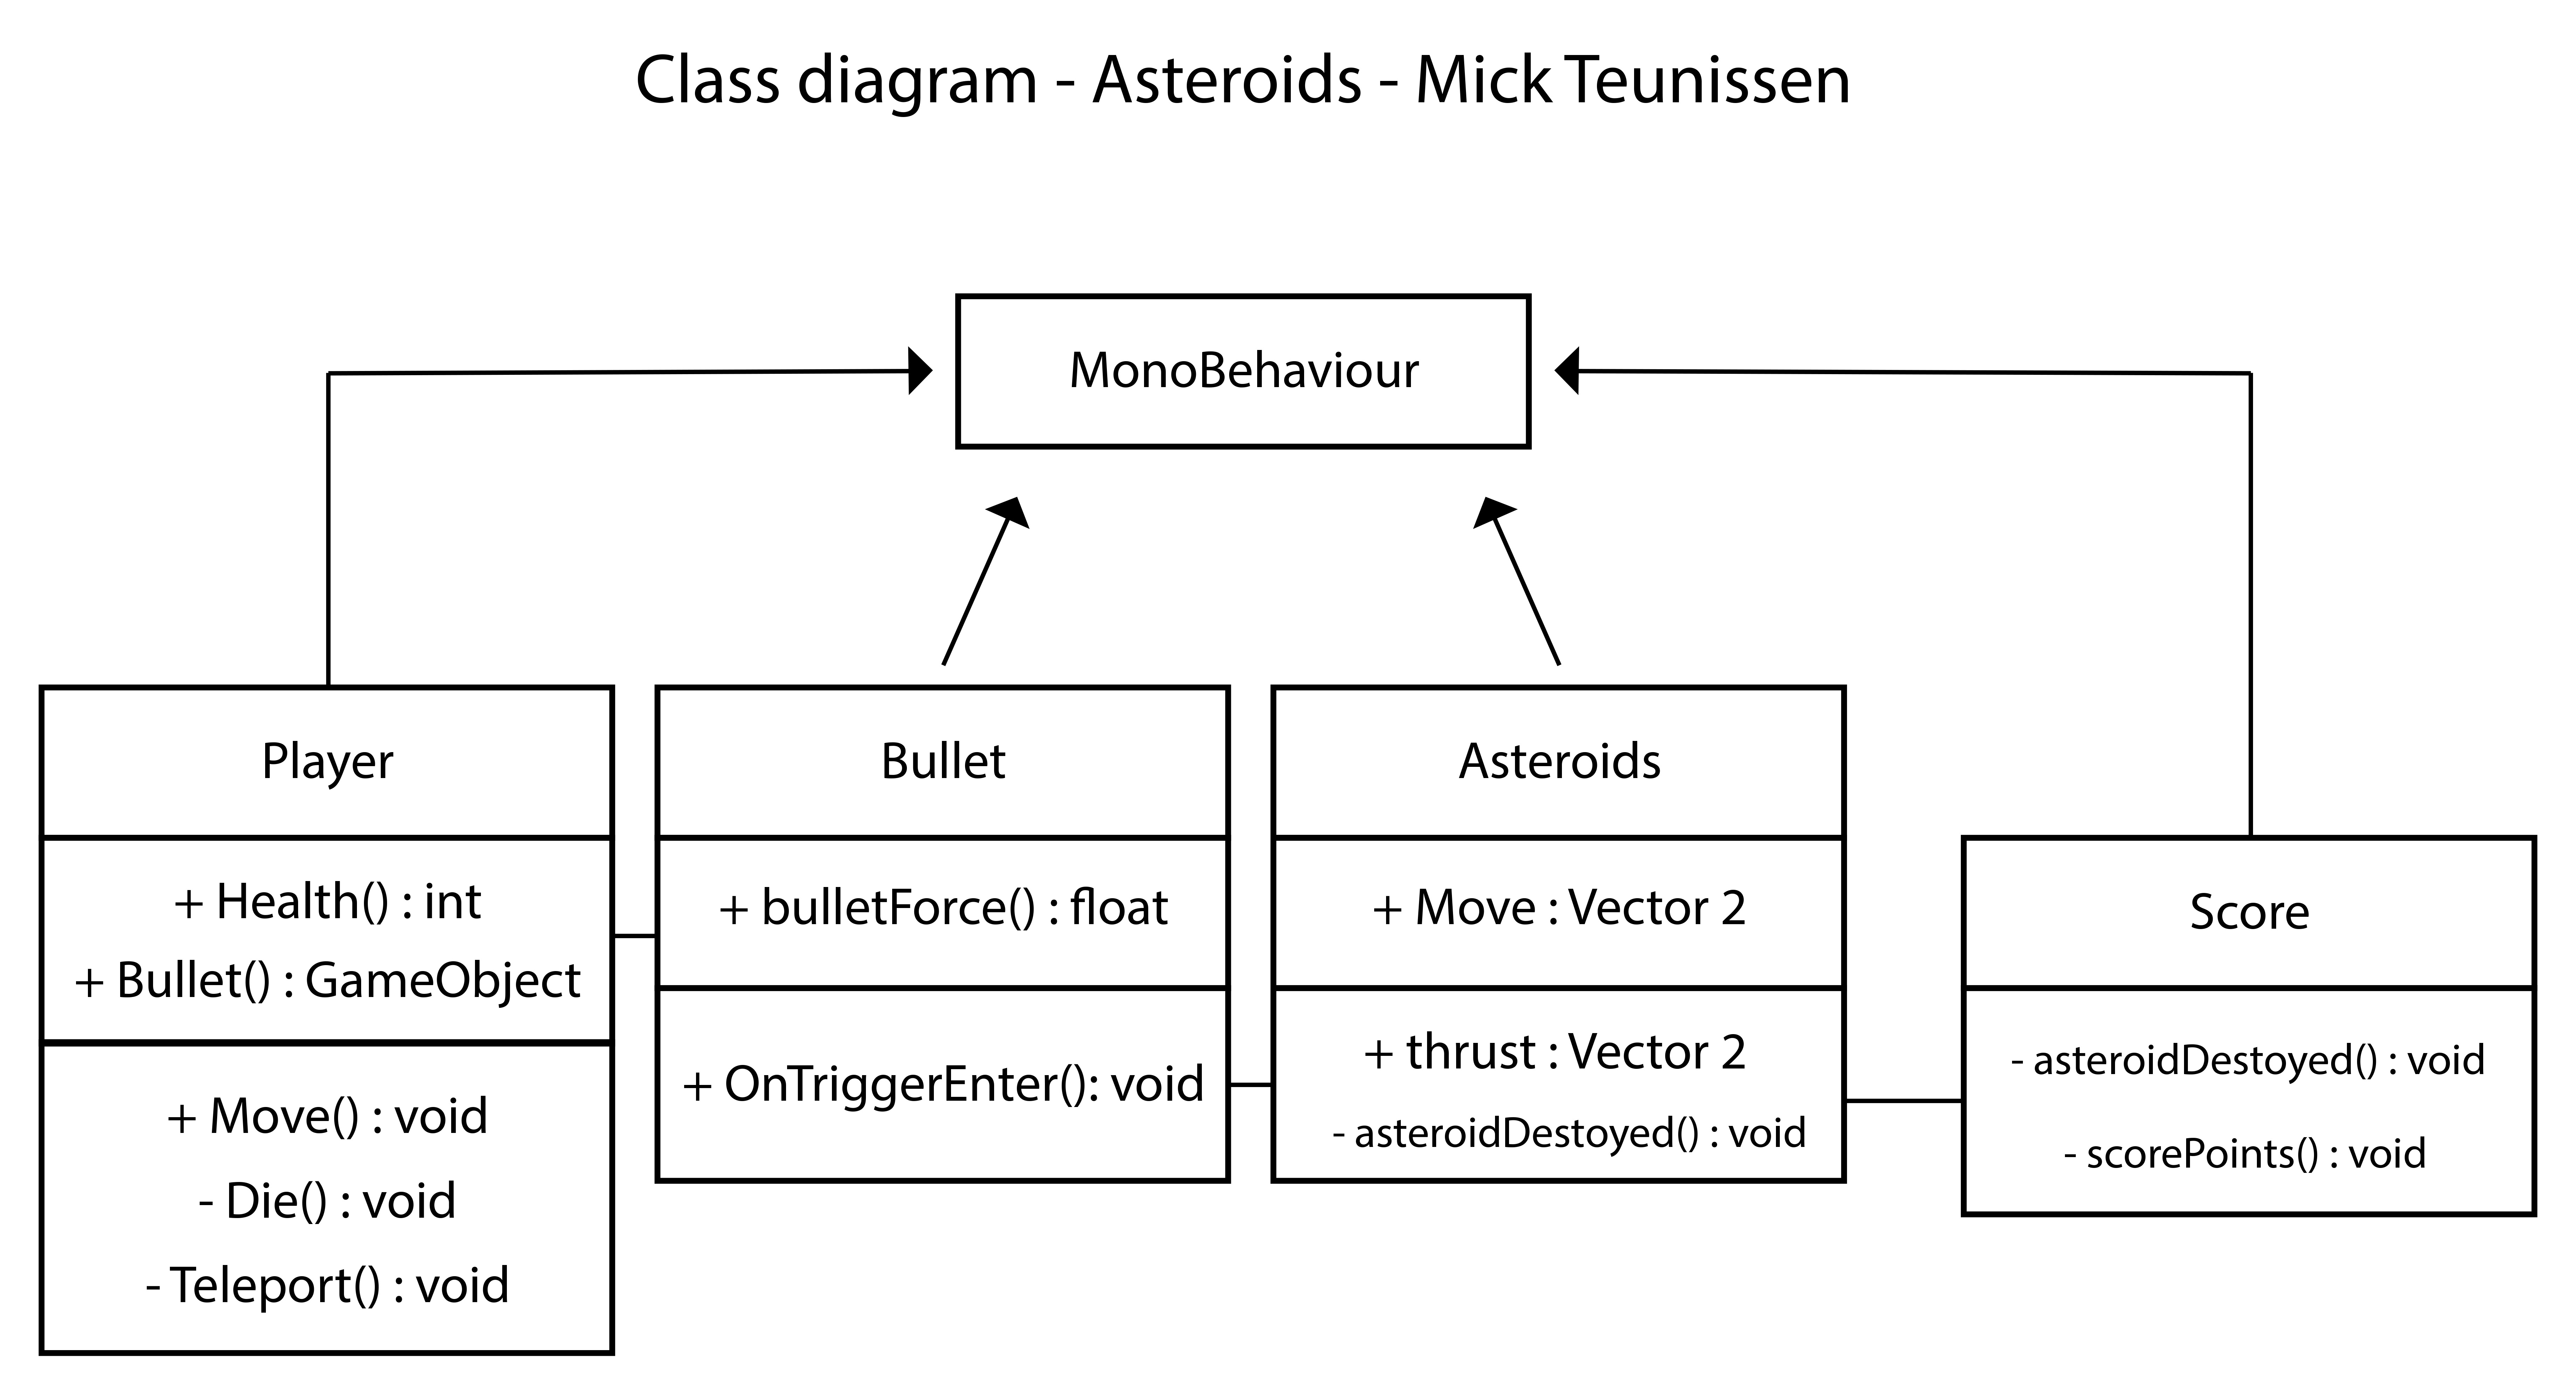 Class diagram - Asteroids - Mick Teunissen
MonoBehaviour
Player
+ Health() : int
+ Bullet() : GameObject
+ Move() : void
- Die() : void
- Teleport() : void
Bullet
+ bulletForce() : float
+ OnTriggerEnter(): void
Asteroids
+ Move : Vector 2
+ thrust : Vector 2
- asteroidDestoyed() : void
Score
- asteroidDestoyed() : void
- scorePoints() : void